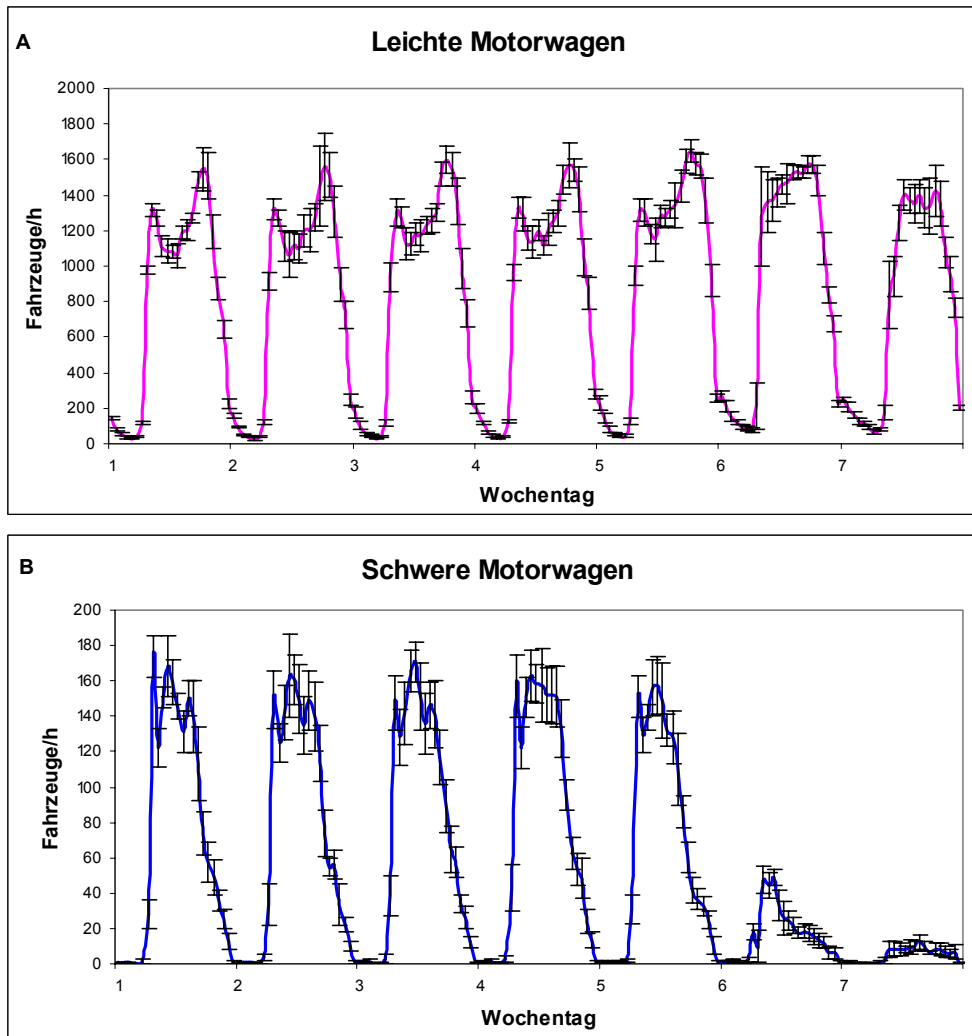 A
Leichte Motorwagen
2000
1800
1600
1400
1200
1000
800
600
400
200
0
Fahrzeuge/h
1 2 3 4 5 6 7
Wochentag
B
Schwere Motorwagen
200
180
160
140
120
100
80
60
40
20
0
Fahrzeuge/h
1 2 3 4 5 6 7
Wochentag